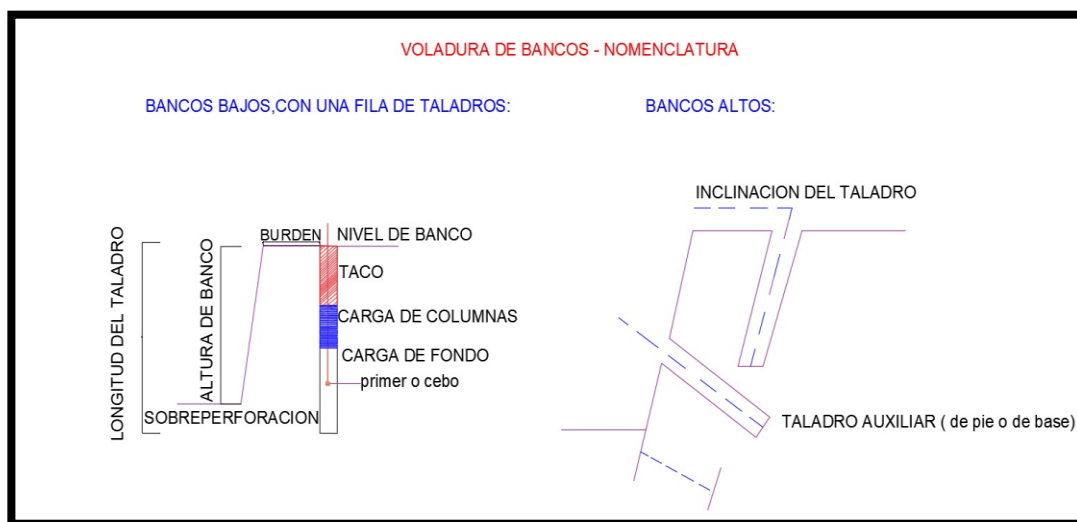 VOLADURA DE BANCOS - NOMENCLATURA
BANCOS BAJOS,CON UNA FILA DE TALADROS:
BANCOS ALTOS:
INCLINACION DEL TALADRO
BURDEN
NIVEL DE BANCO
TACO
CARGA DE COLUMNAS
CARGA DE FONDO
primer o cebo
LONGITUD DEL TALADRO
ALTURA DE BANCO
SOBREPERFORACION
TALADRO AUXILIAR ( de pie o de base)